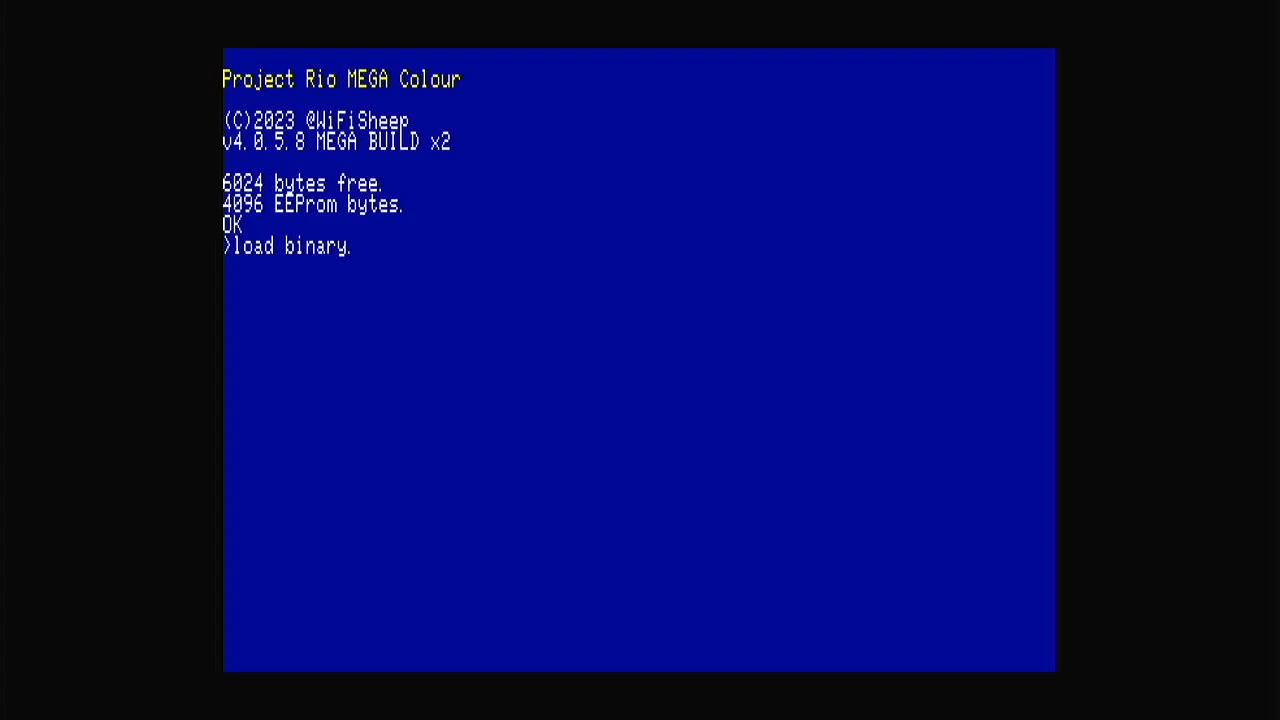 Project Rio MEGA Colour
(C)2023 @WiFiSheep
v4.0.5.8 MEGA BUILD x2
6024 bytes free.
4096 EEProm bytes.
OK
>load binary.